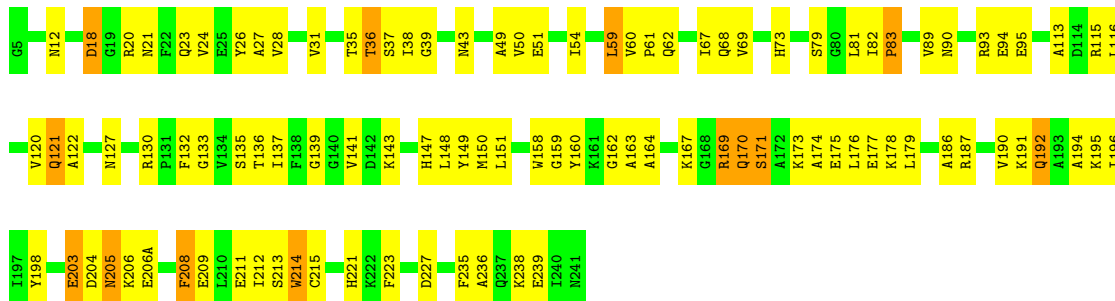 G5 N12 D18 G19 R20 N21 F22 Q23 V24 E25 Y26 A27 V28 V31 T35 T36 S37 I38 G39 N43 A49 V50 E51 I54 L59 V60 P61 Q62 I67 Q68 V69 H73 S79 G80 L81 I82 P83 V89 N90 R93 E94 E95 A113 D114 R115 L116
V120 Q121 A122 N127 R130 P131 F132 G133 V134 S135 T136 I137 F138 G139 G140 V141 D142 K143 H147 L148 Y149 M150 L151 W158 G159 Y160 K161 G162 A163 A164 K167 G168 R169 Q170 S171 A172 K173 A174 E175 L176 E177 K178 L179 A186 R187 V190 K191 Q192 A193 A194 K195 I196
I197 Y198 E203 D204 N205 K206 E206A F208 E209 L210 E211 I212 S213 W214 C215 H221 K222 F223 D227 F235 A236 Q237 K238 E239 I240 N241